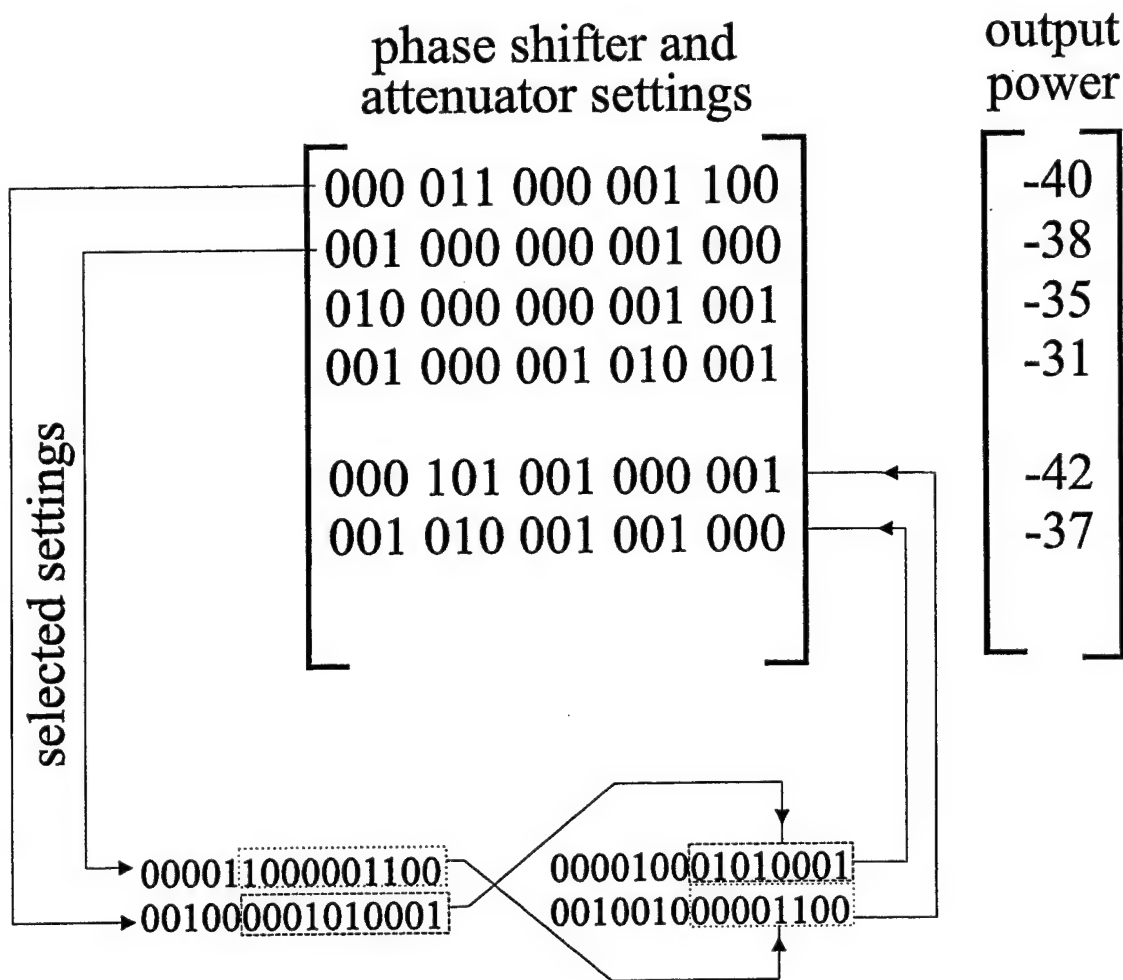 phase shifter and
attenuator settings
output
power
000 011 000 001 100
001 000 000 001 000
010 000 000 001 001
001 000 001 010 001
000 101 001 000 001
001 010 001 001 000
-40
-38
-35
-31
-42
-37
selected settings
000011000001100
001000001010001
000010001010001
001001000001100